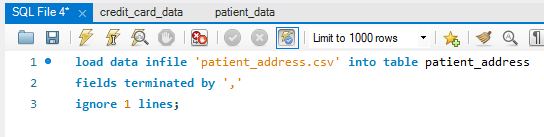 SQL File 4* credit_card_data patient_data
Limit to 1000 rows
1 load data infile 'patient_address.csv' into table patient_address
2 fields terminated by ','
3 ignore 1 lines;